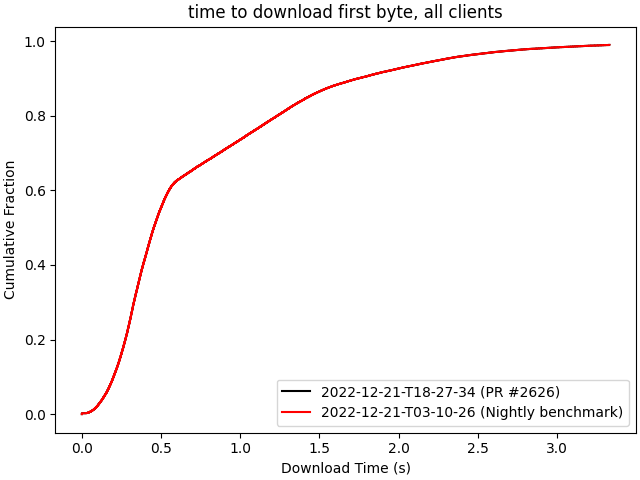 time to download first byte, all clients
1.0
0.8
0.6
0.4
0.2
0.0
Cumulative Fraction
2022-12-21-T18-27-34 (PR #2626)
2022-12-21-T03-10-26 (Nightly benchmark)
0.0 0.5 1.0 1.5 2.0 2.5 3.0
Download Time (s)